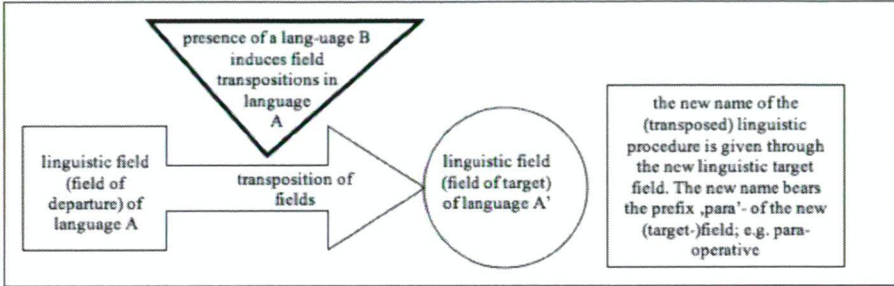 presence of a lang-uage B
induces field
transpositions in
language
A
linguistic field
(field of
departure) of
language A
transposition of
fields
linguistic field
(field of target)
of language A'
the new name of the
(transposed) linguistic
procedure is given through
the new linguistic target
field. The new name bears
the prefix ‚para'- of the new
(target-)field; e.g. para-
operative